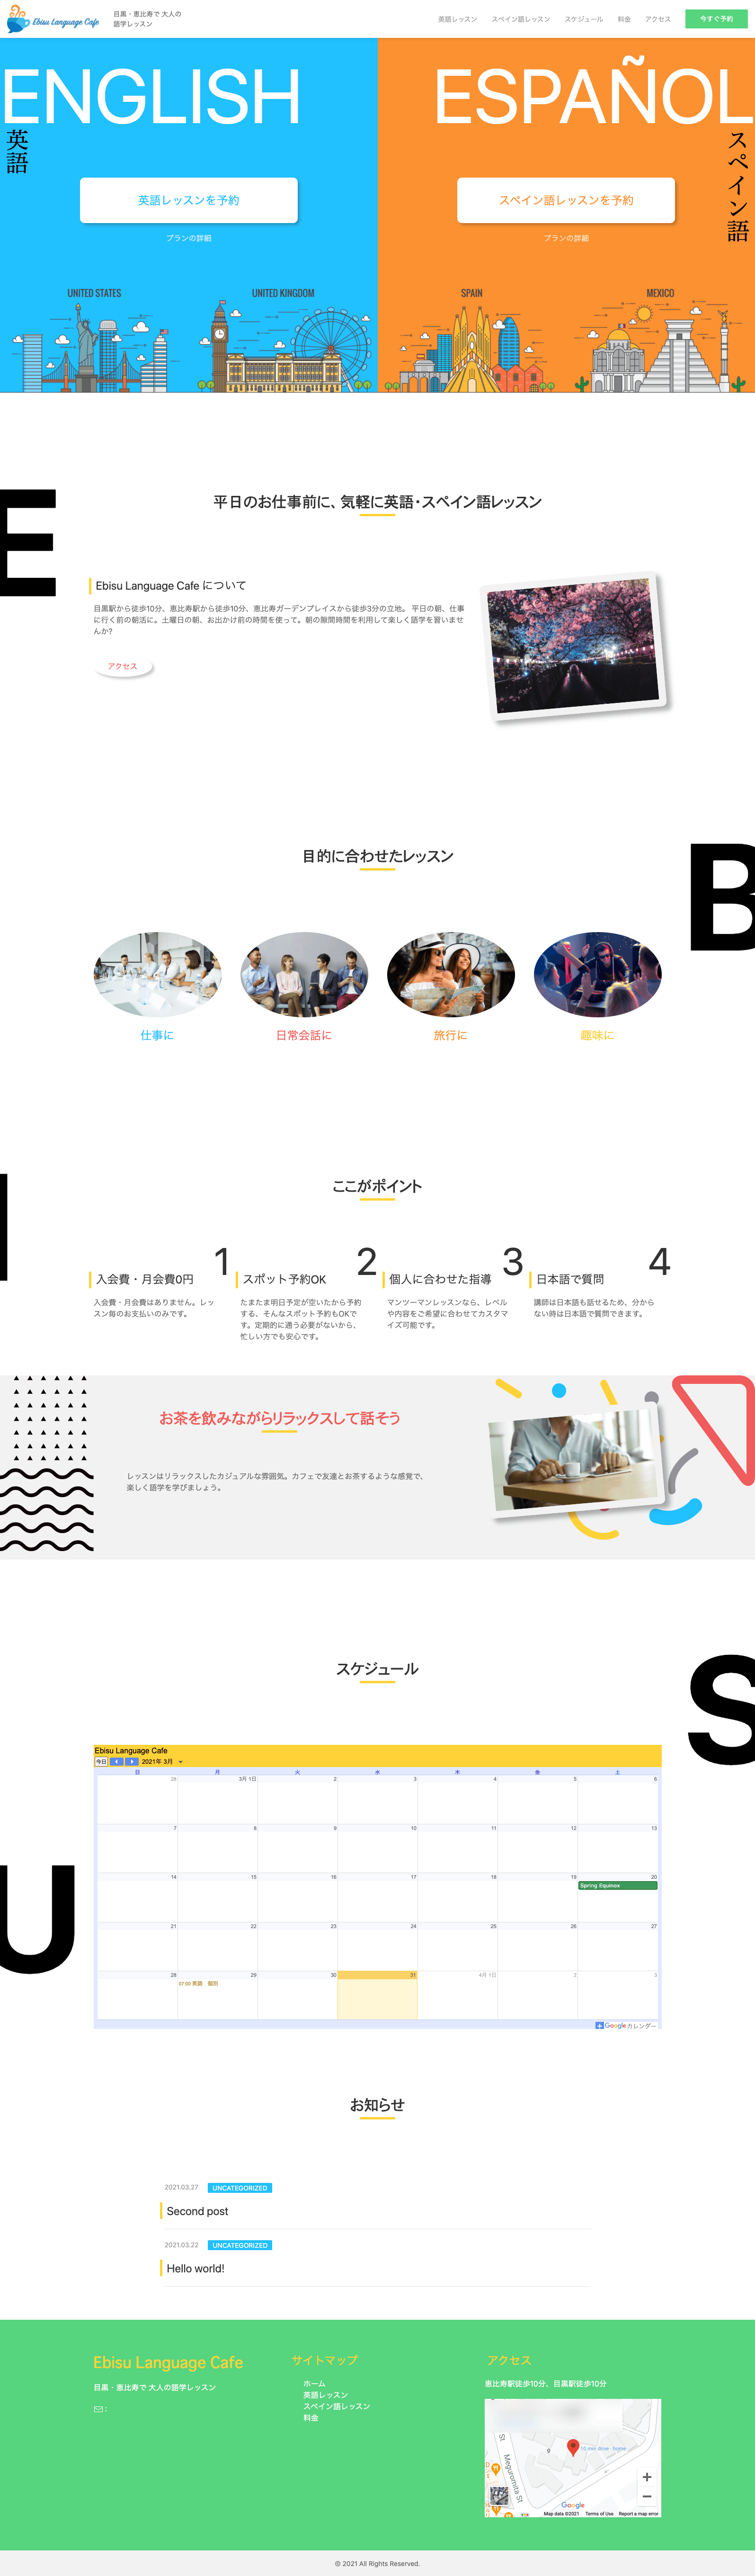 Ebisu Language Cafe
目黒・恵比寿で 大人の
語学レッスン
英語レッスン
スペイン語レッスン
スケジュール
料金
アクセス
今すぐ予約
ENGLISH
英語
英語レッスンを予約
プランの詳細
UNITED STATES
UNITED KINGDOM
ESPAÑOL
スペイン語
スペイン語レッスンを予約
プランの詳細
SPAIN
MEXICO
E
平日のお仕事前に、気軽に英語・スペイン語レッスン
Ebisu Language Cafe について
目黒駅から徒歩10分、恵比寿駅から徒歩10分、恵比寿ガーデンプレイスから徒歩3分の立地。 平日の朝、仕事
に行く前の朝活に。土曜日の朝、お出かけ前の時間を使って。朝の隙間時間を利用して楽しく語学を習いませ
んか?
アクセス
B
目的に合わせたレッスン
仕事に
日常会話に
旅行に
趣味に
I
ここがポイント
1
入会費・月会費0円
入会費・月会費はありません。レッ
スン毎のお支払いのみです。
2
スポット予約OK
たまたま明日予定が空いたから予約
する、そんなスポット予約もOKで
す。定期的に通う必要がないから、
忙しい方でも安心です。
3
個人に合わせた指導
マンツーマンレッスンなら、レベル
や内容をご希望に合わせてカスタマ
イズ可能です。
4
日本語で質問
講師は日本語も話せるため、分から
ない時は日本語で質問できます。
お茶を飲みながらリラックスして話そう
レッスンはリラックスしたカジュアルな雰囲気。カフェで友達とお茶するような感覚で、
楽しく語学を学びましょう。
S
スケジュール
Ebisu Language Cafe
今日 2021年 3月
日 月 火 水 木 金 土
28 3月 1日 2 3 4 5 6
7 8 9 10 11 12 13
14 15 16 17 18 19 20
Spring Equinox
21 22 23 24 25 26 27
28 29 30 31 4月 1日 2 3
07:00 英語 個別
Google カレンダー
U
お知らせ
2021.03.27 UNCATEGORIZED
Second post
2021.03.22 UNCATEGORIZED
Hello world!
Ebisu Language Cafe
目黒・恵比寿で 大人の語学レッスン
:
サイトマップ
ホーム
英語レッスン
スペイン語レッスン
料金
アクセス
恵比寿駅徒歩10分、目黒駅徒歩10分
9
10 min drive - home
Meguromita St
Google
Map data ©2021 Terms of Use Report a map error
© 2021 All Rights Reserved.